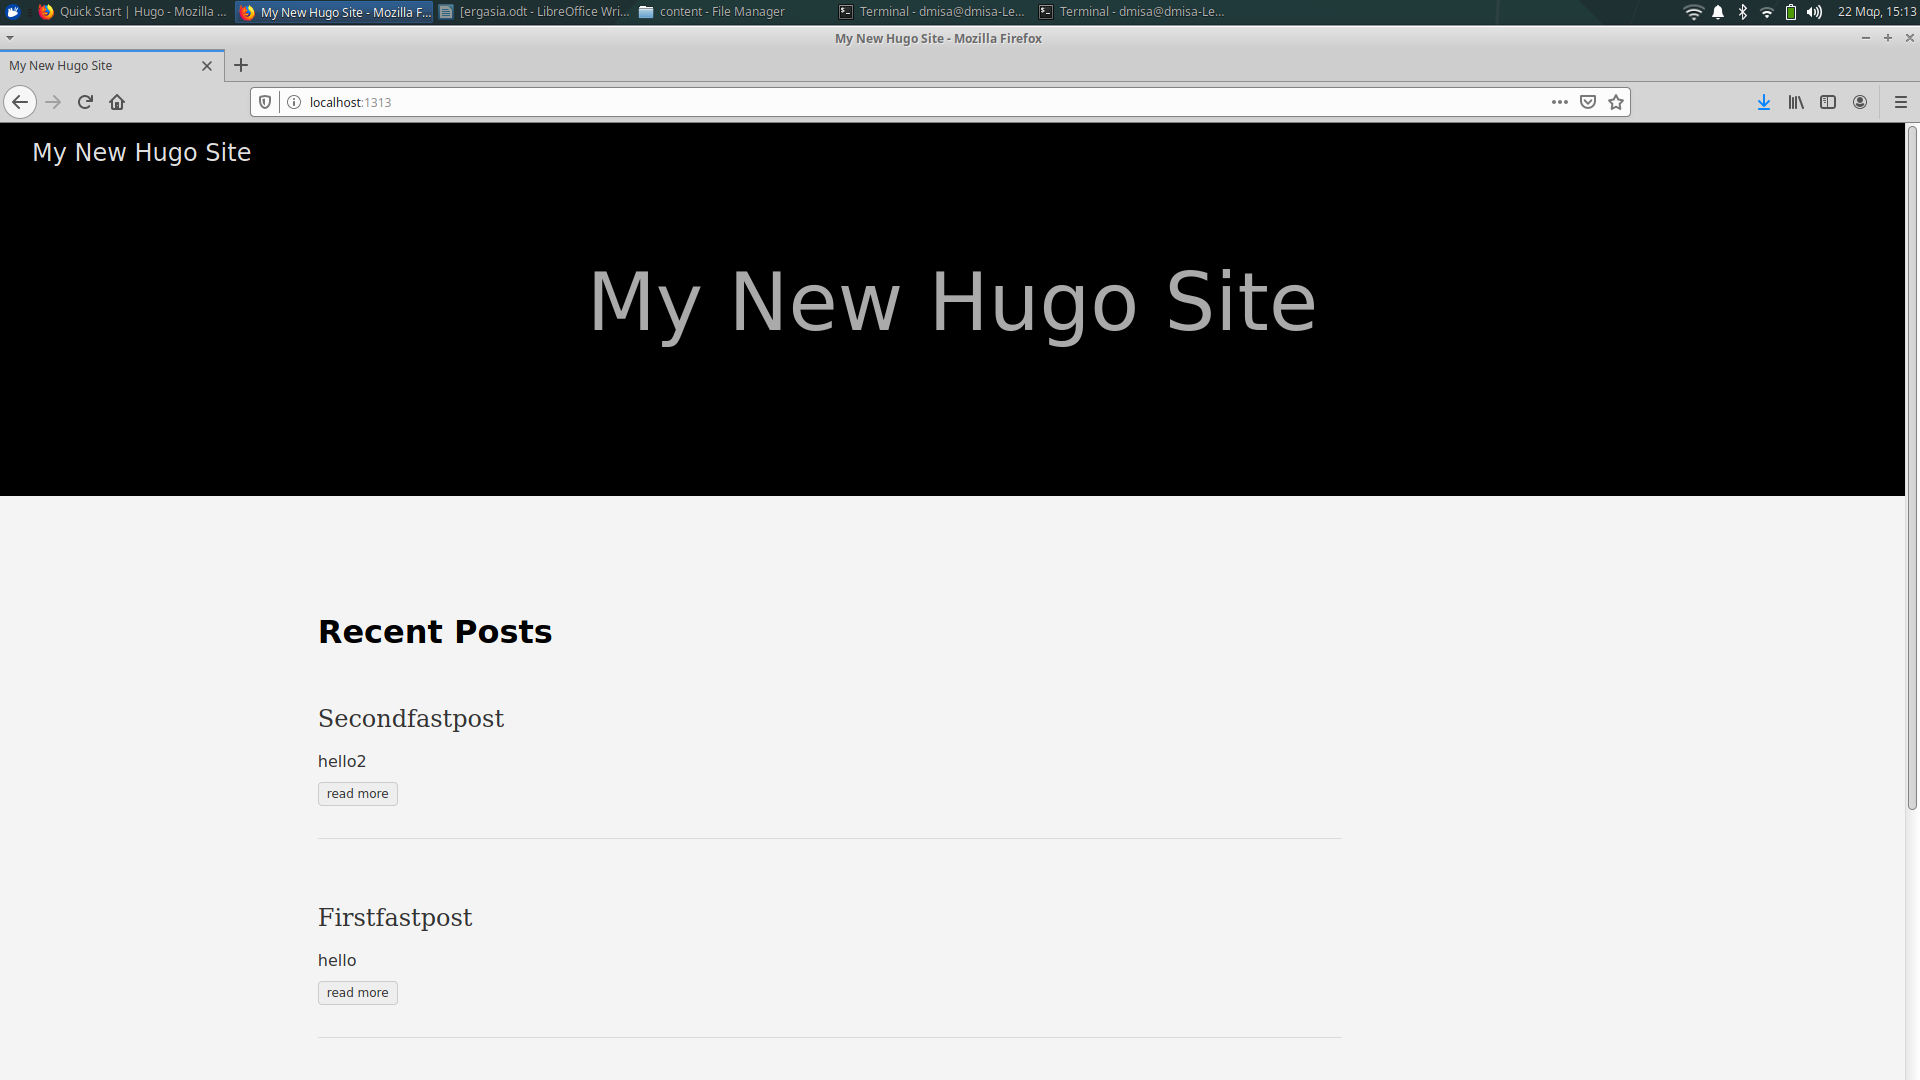 Quick Start | Hugo - Mozilla ...
My New Hugo Site - Mozilla F...
[ergasia.odt - LibreOffice Wri...
content - File Manager
Terminal - dmisa@dmisa-Le...
Terminal - dmisa@dmisa-Le...
22 Μαρ, 15:13
My New Hugo Site - Mozilla Firefox
My New Hugo Site
localhost:1313
My New Hugo Site
My New Hugo Site
Recent Posts
Secondfastpost
hello2
read more
Firstfastpost
hello
read more